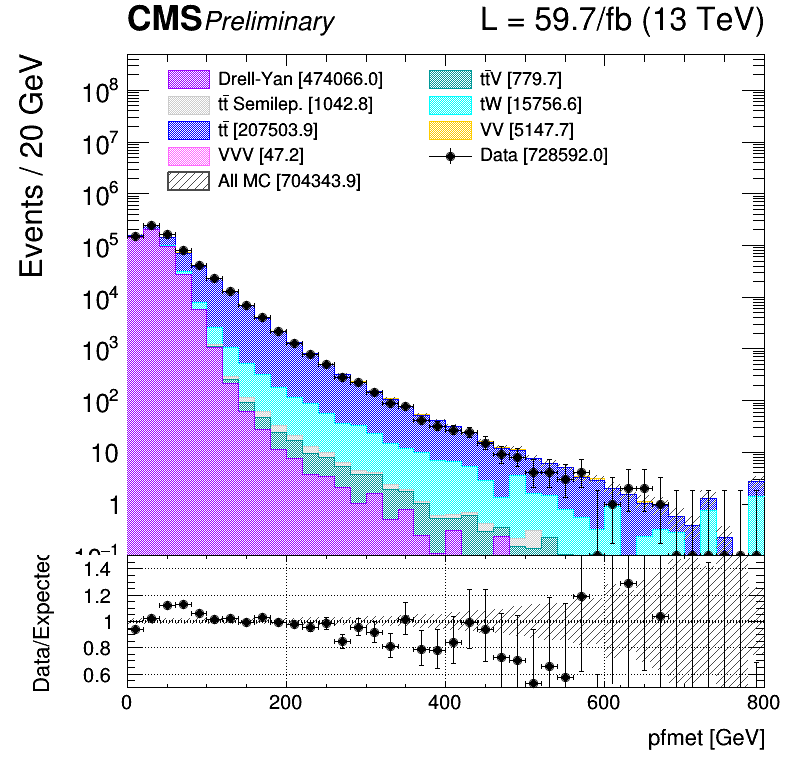 CMS Preliminary L = 59.7/fb (13 TeV)
Events / 20 GeV
Drell-Yan [474066.0]
tt̄ Semilep. [1042.8]
tt̄ [207503.9]
VVV [47.2]
All MC [704343.9]
tt̄V [779.7]
tW [15756.6]
VV [5147.7]
Data [728592.0]
10⁸
10⁷
10⁶
10⁵
10⁴
10³
10²
10
1
10⁻¹
Data/Expected
1.4
1.2
1
0.8
0.6
0 200 400 600 800
pfmet [GeV]